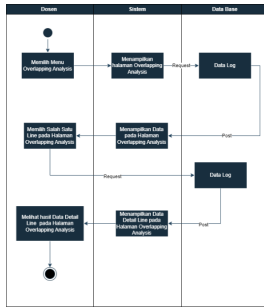 Dosen
Sistem
Data Base
Memilih Menu
Overlapping Analysis
Menampilkan
halaman Overlapping
Analysis
Request
Data Log
Post
Memilih Salah Satu
Line pada Halaman
Overlapping Analysis
Menampilkan Data
pada Halaman
Overlapping Analysis
Request
Data Log
Melihat hasil Data Detail
Line pada Halaman
Overlapping Analysis
Menampilkan Data
Detail Line pada
Halaman Overlapping
Analysis
Post